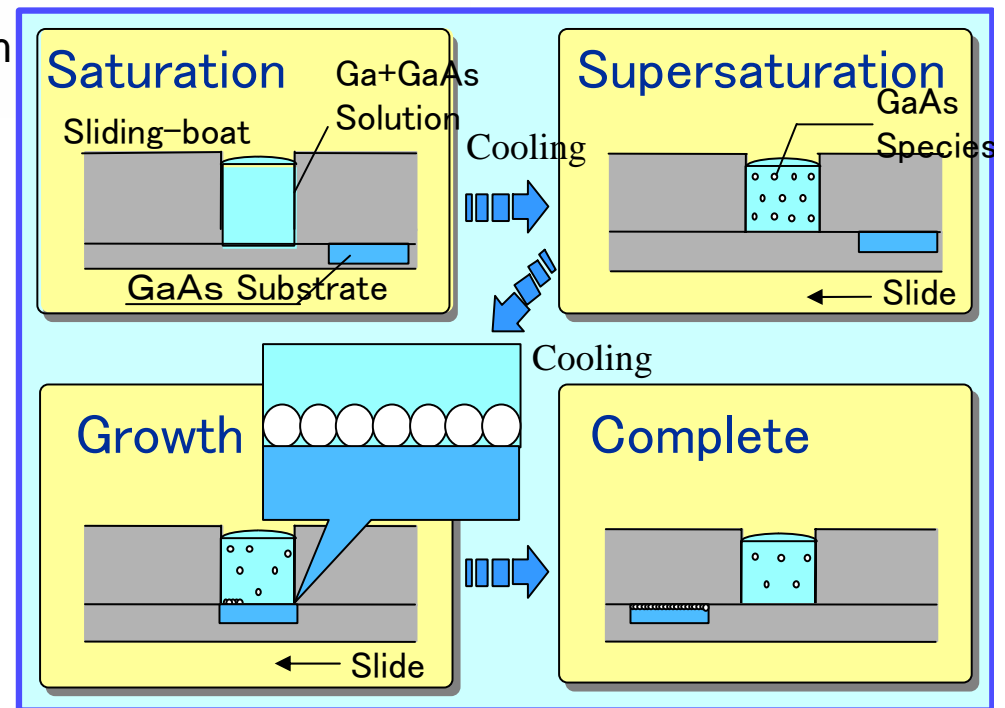 n
Saturation
Ga+GaAs
Solution
Sliding-boat
Cooling
GaAs Substrate
Supersaturation
GaAs
Species
Slide
Cooling
Growth
Slide
Complete